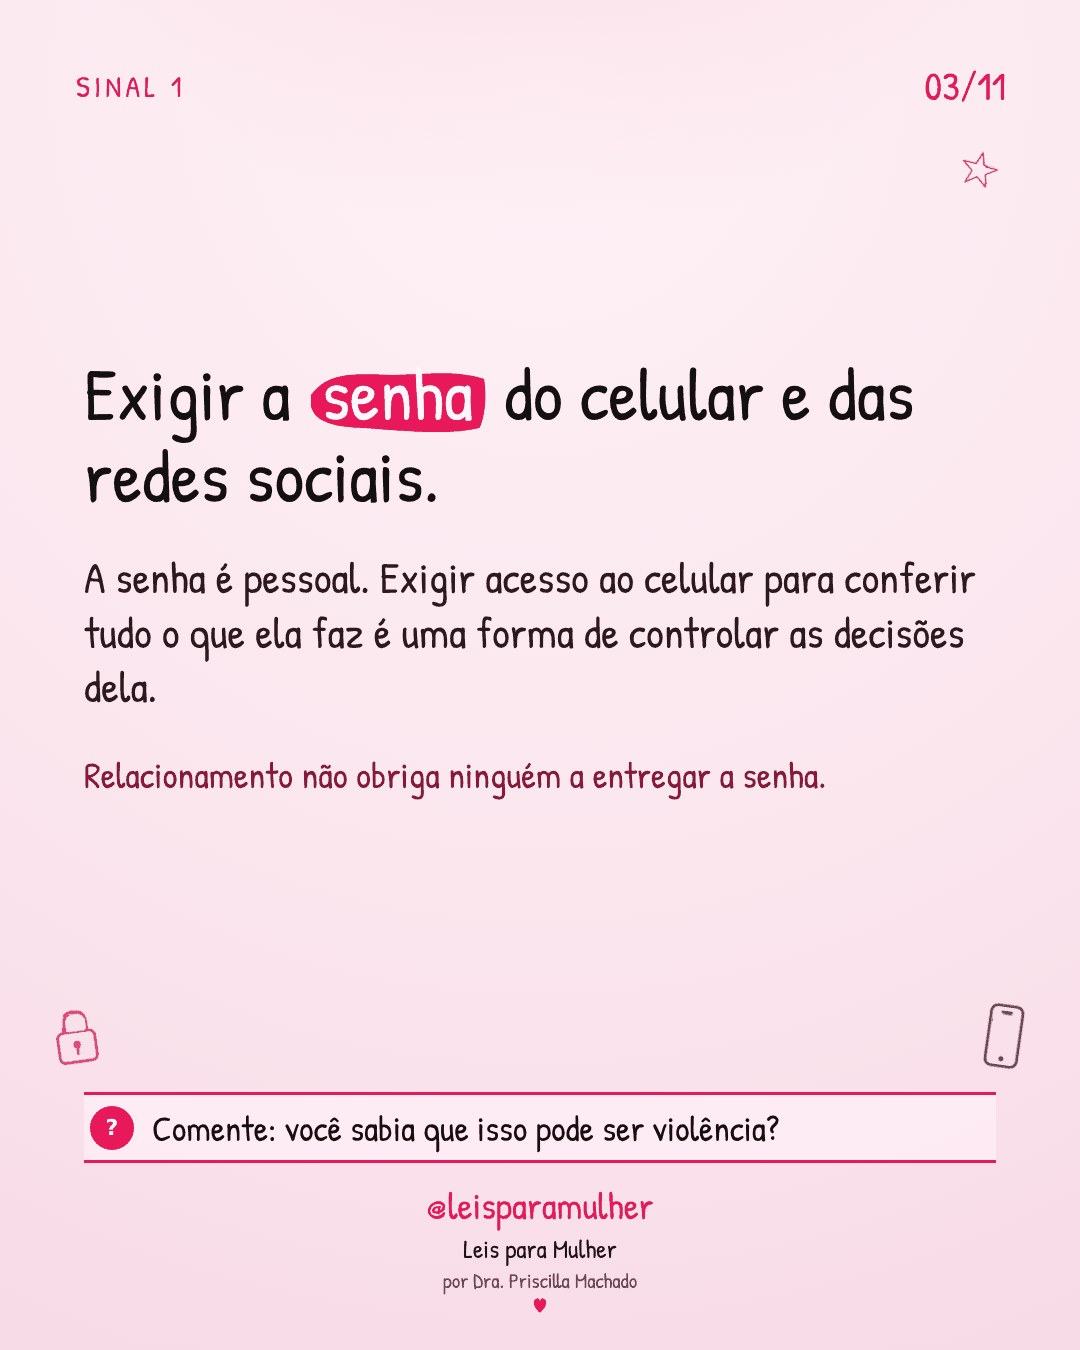 SINAL 1
03/11
Exigir a senha do celular e das
redes sociais.
A senha é pessoal. Exigir acesso ao celular para conferir
tudo o que ela faz é uma forma de controlar as decisões
dela.
Relacionamento não obriga ninguém a entregar a senha.
? Comente: você sabia que isso pode ser violência?
@leisparamulher
Leis para Mulher
por Dra. Priscilla Machado